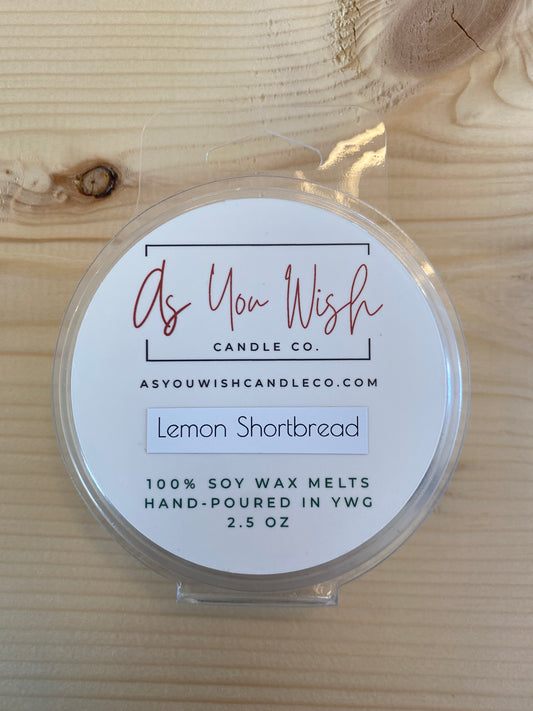 As You Wish
CANDLE CO.
ASYOUWISHCANDLECO.COM
Lemon Shortbread
100% SOY WAX MELTS
HAND-POURED IN YWG
2.5 OZ